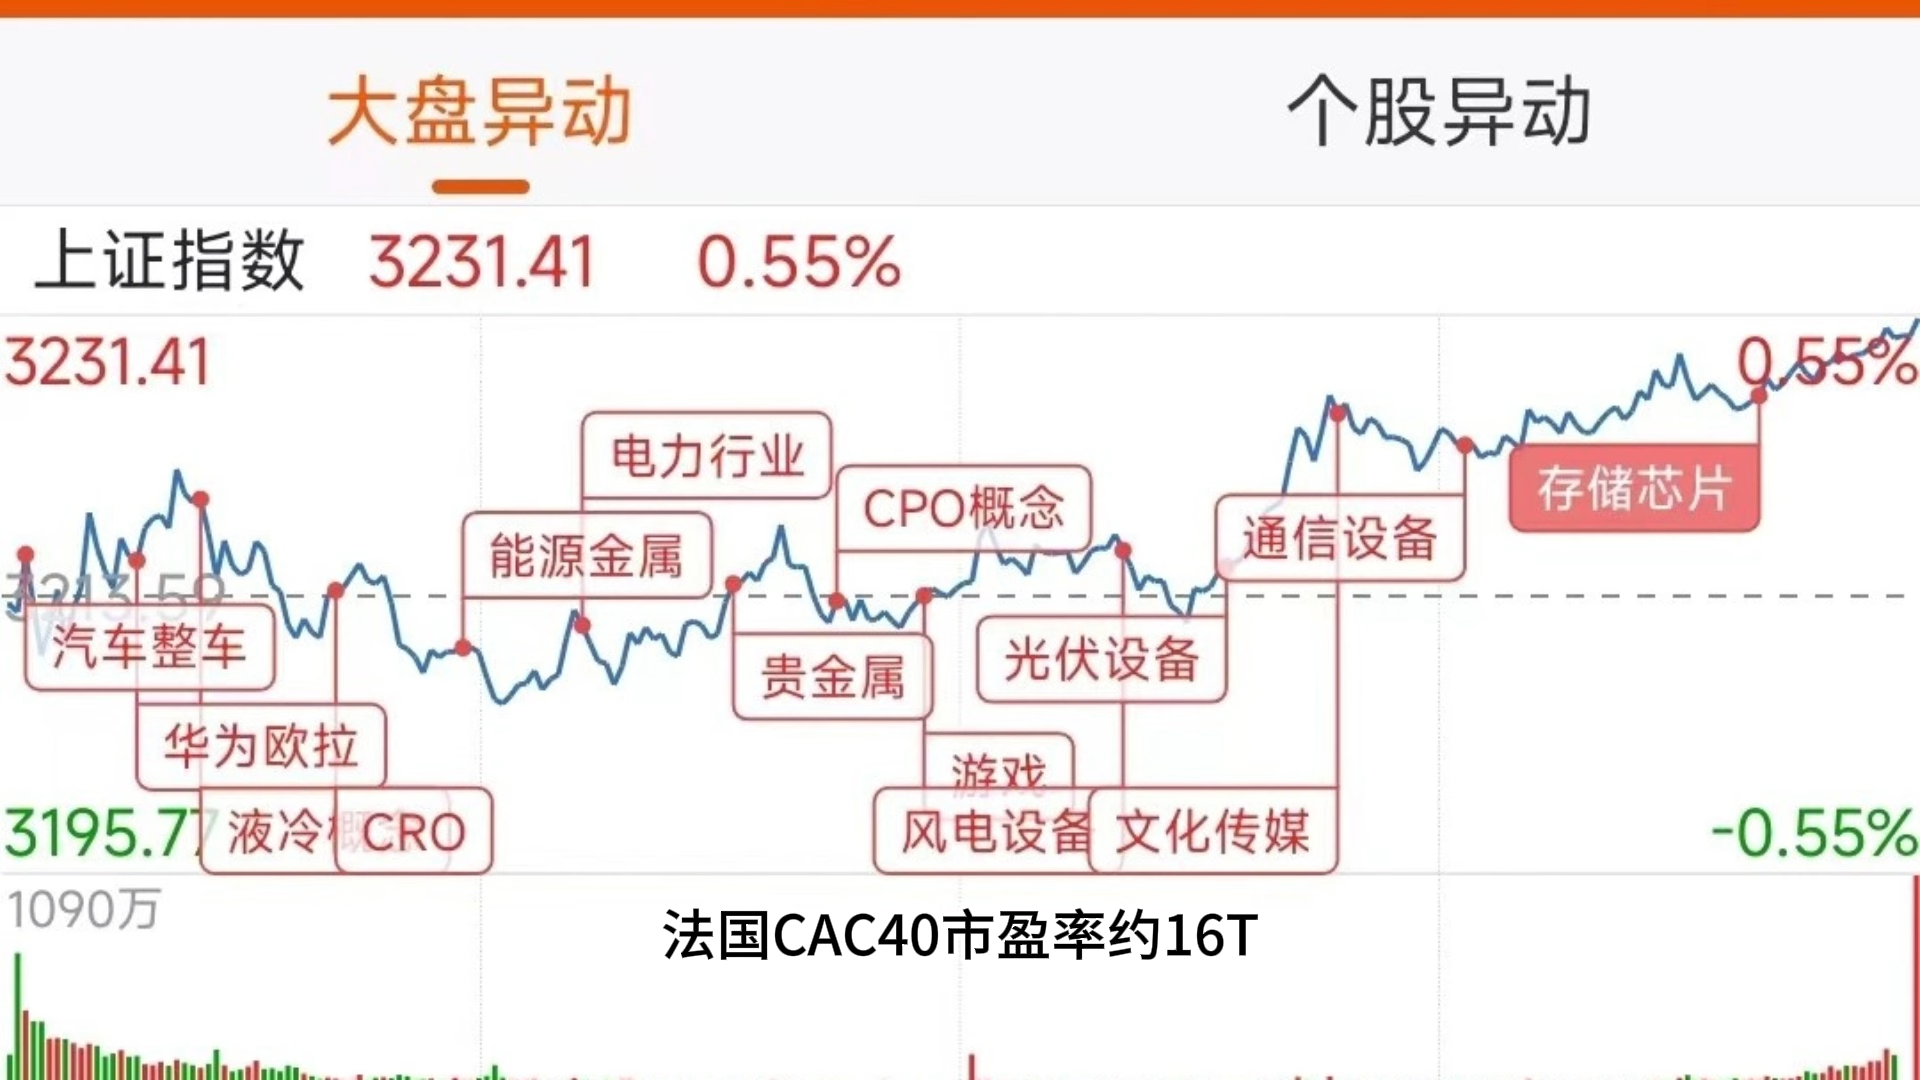 大盘异动
个股异动
上证指数 3231.41 0.55%
3231.41
0.55%
电力行业
CPO概念
存储芯片
能源金属
通信设备
3213.59
汽车整车
贵金属
光伏设备
华为欧拉
游戏
3195.77
液冷概念
CRO
风电设备
文化传媒
-0.55%
1090万
法国CAC40市盈率约16T